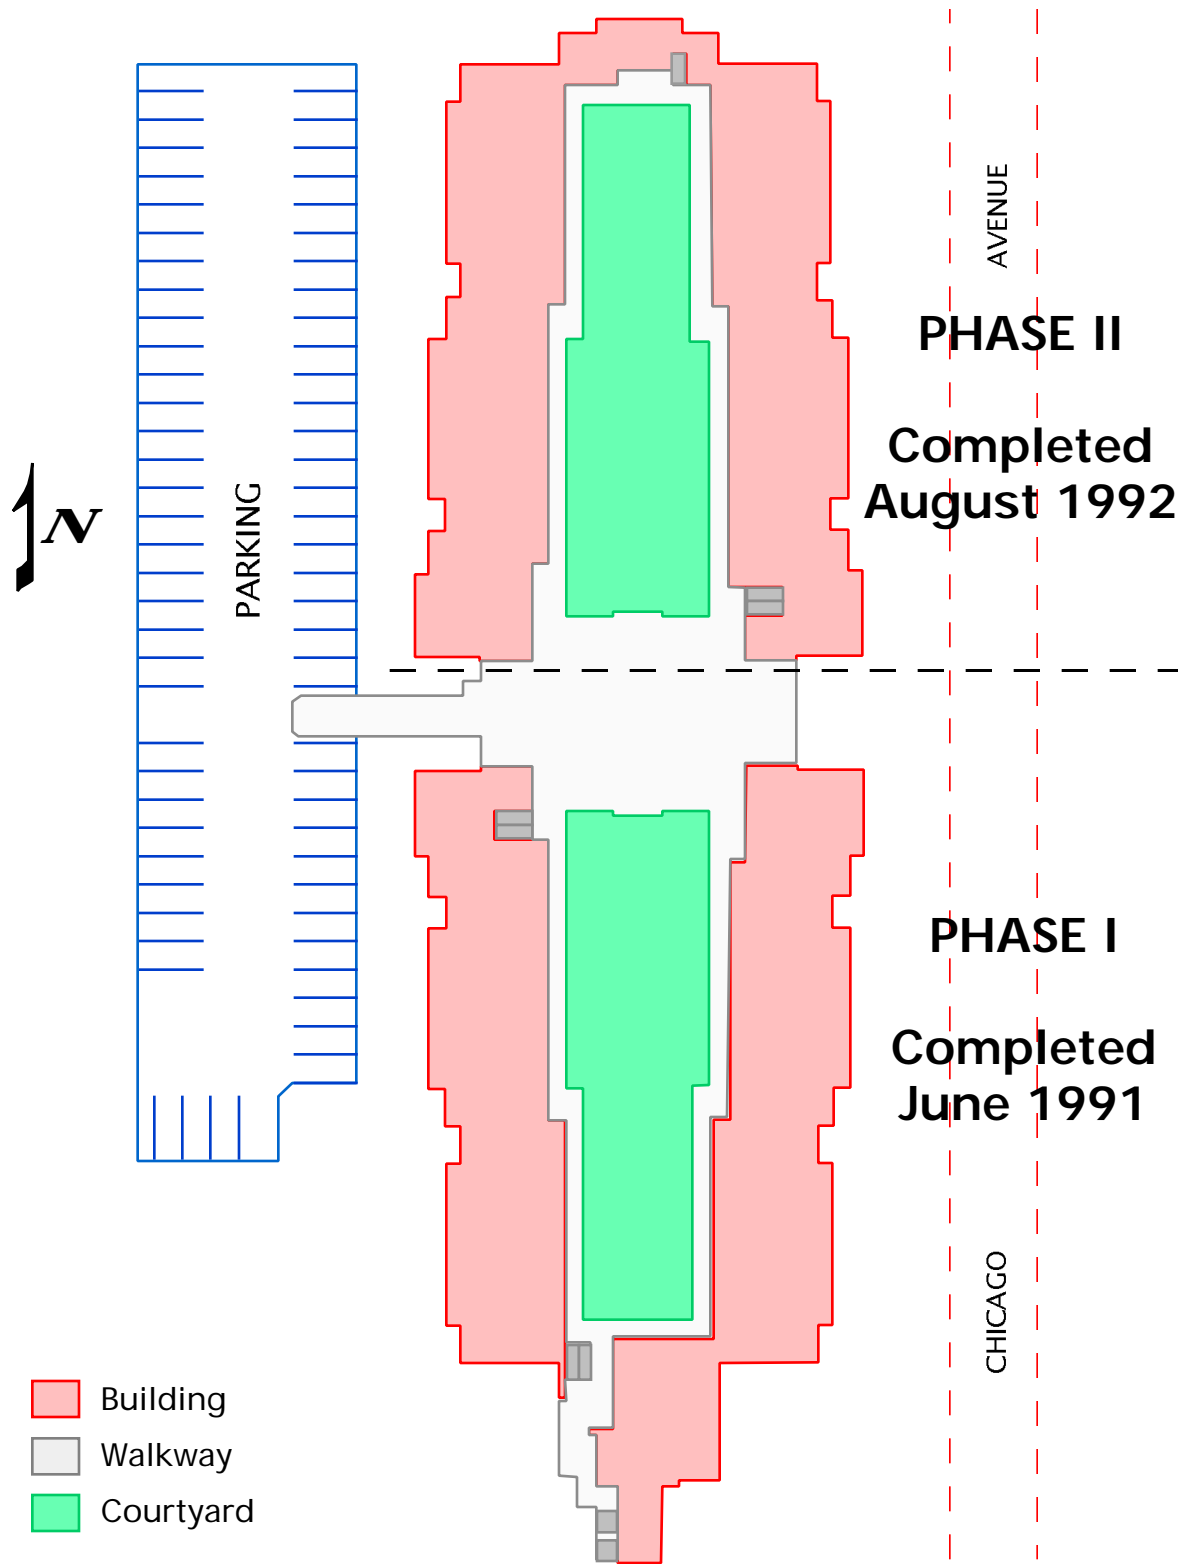 AVENUE
PHASE II
Completed
August 1992
N
PARKING
PHASE I
Completed
June 1991
CHICAGO
Building
Walkway
Courtyard